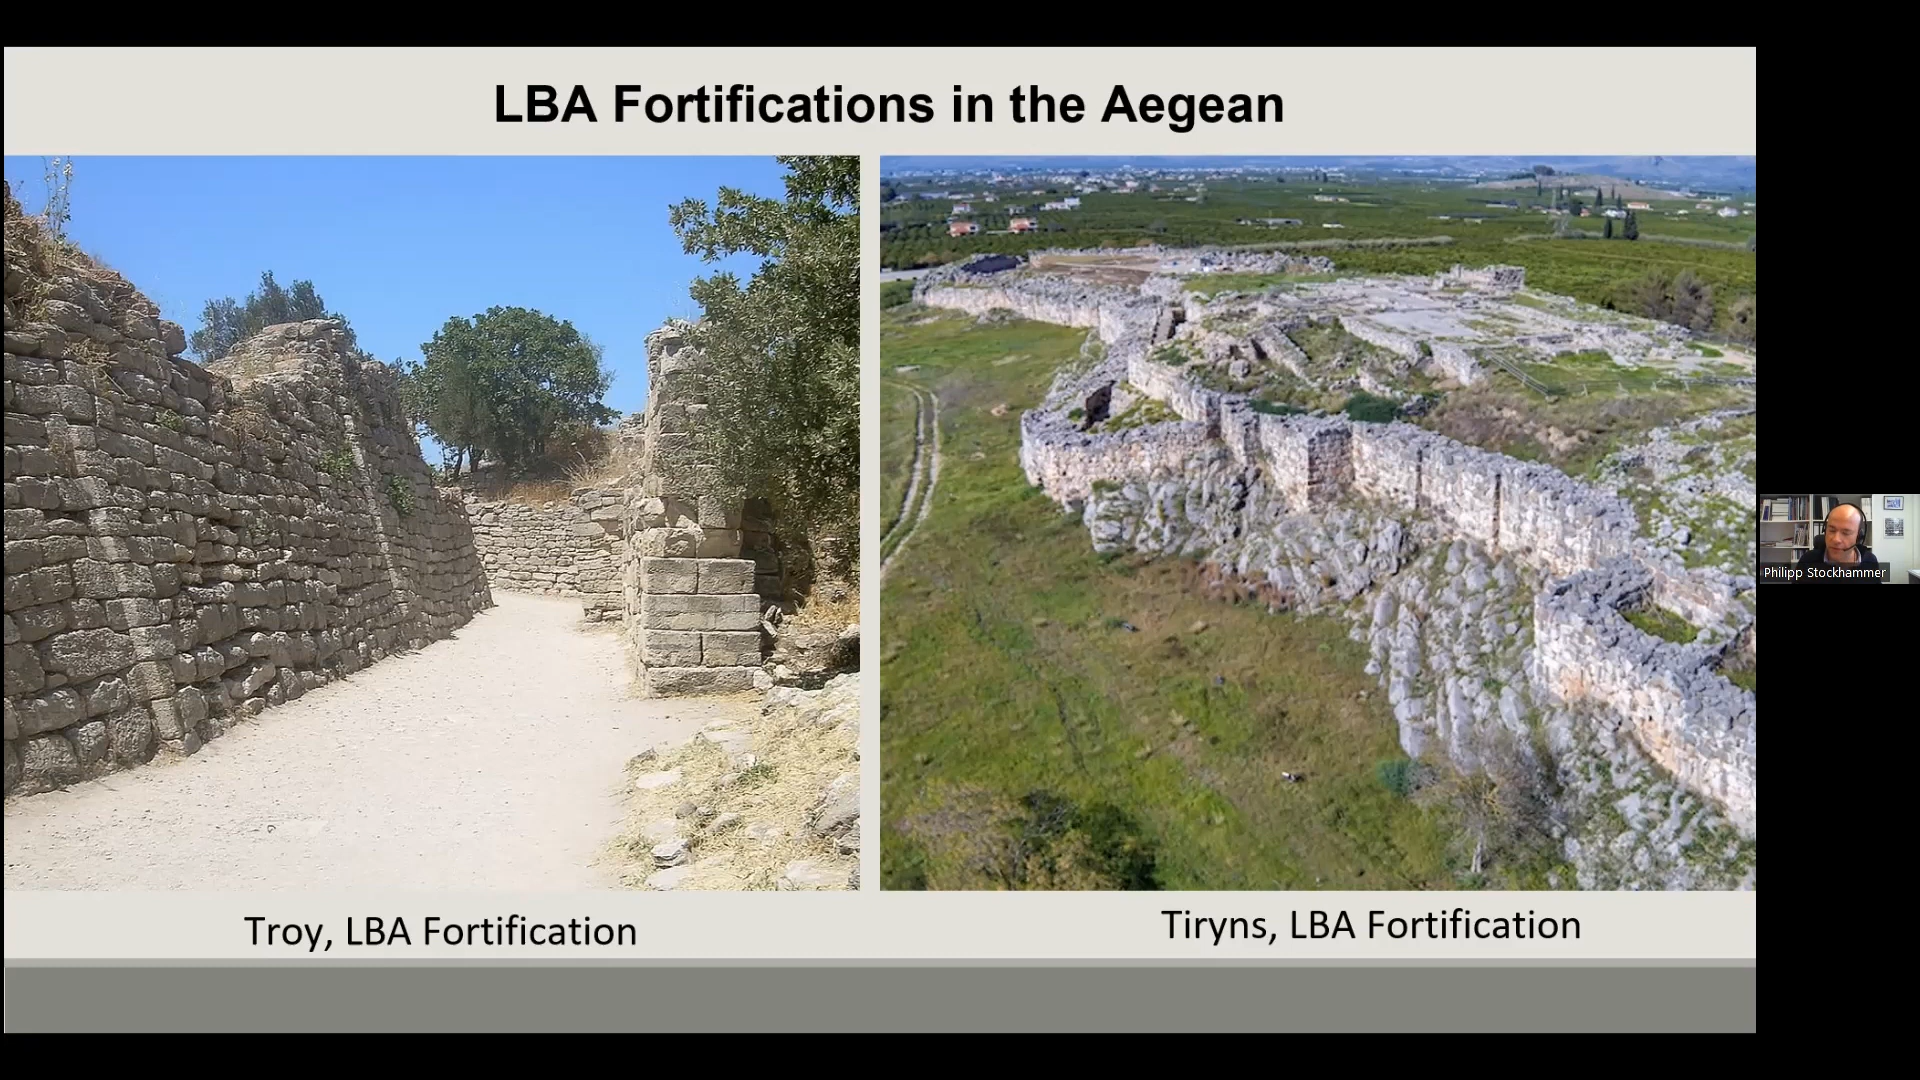 LBA Fortifications in the Aegean
Troy, LBA Fortification
Tiryns, LBA Fortification
Philipp Stockhammer